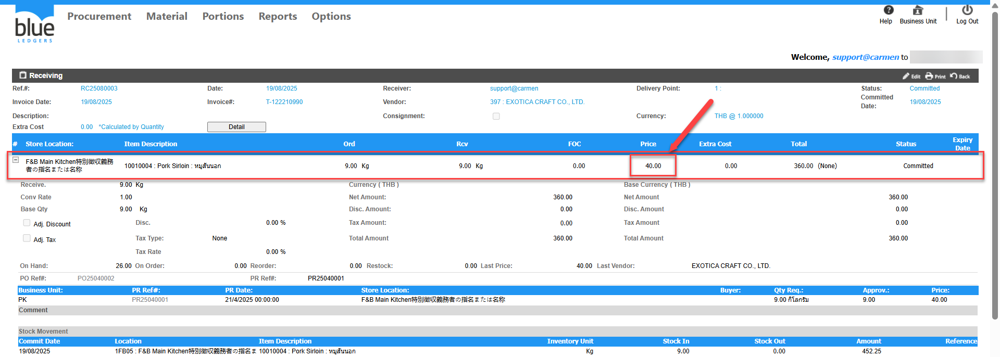 blue
LEDGERS
Procurement Material Portions Reports Options
Help Business Unit Log Out
Welcome, support@carmen to
Receiving Edit Print Back
Ref.#: RC25080003 Date: 19/08/2025 Receiver: support@carmen Delivery Point: 1 : Status: Committed
Invoice Date: 19/08/2025 Invoice#: T-122210990 Vendor: 397 : EXOTICA CRAFT CO., LTD. Committed Date: 19/08/2025
Description: Consignment: Currency: THB @ 1.000000
Extra Cost 0.00 *Calculated by Quantity Detail
# Store Location: Item Description Ord Rcv FOC Price Extra Cost Total Status Expiry Date
F&B Main Kitchen特別徴収義務
者の指名または名称 10010004 : Pork Sirloin : หมูสันนอก 9.00 Kg 9.00 Kg 0.00 40.00 0.00 360.00 (None) Committed
Receive. 9.00 Kg Currency ( THB ) Base Currency ( THB )
Conv Rate 1.00 Net Amount: 360.00 Net Amount 360.00
Base Qty 9.00 Kg Disc. Amount: 0.00 Disc. Amount 0.00
Adj. Discount Disc. 0.00 % Tax Amount: 0.00 Tax Amount 0.00
Adj. Tax Tax Type: None Total Amount 360.00 Total Amount 360.00
Tax Rate 0.00 %
On Hand: 26.00 On Order: 0.00 Reorder: 0.00 Restock: 0.00 Last Price: 40.00 Last Vendor: EXOTICA CRAFT CO., LTD.
PO Ref#: PO25040002 PR Ref#: PR25040001
Business Unit: PR Ref#: PR Date: Store Location: Buyer: Qty Req.: Approv.: Price:
PK PR25040001 21/4/2025 00:00:00 F&B Main Kitchen特別徴収義務者の指名または名称 9.00 กิโลกรัม 9.00 40.00
Comment
Stock Movement
Commit Date Location Item Description Inventory Unit Stock In Stock Out Amount Reference
19/08/2025 1FB05 : F&B Main Kitchen特別徴収義務者の指名ま 10010004 : Pork Sirloin : หมูสันนอก Kg 9.00 0.00 452.25